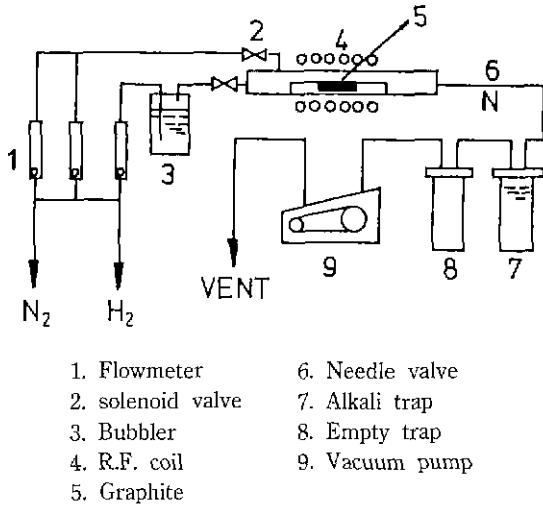 2
4
5
6
N
1
3
N₂
H₂
VENT
9
8
7
1. Flowmeter
2. solenoid valve
3. Bubbler
4. R.F. coil
5. Graphite
6. Needle valve
7. Alkali trap
8. Empty trap
9. Vacuum pump